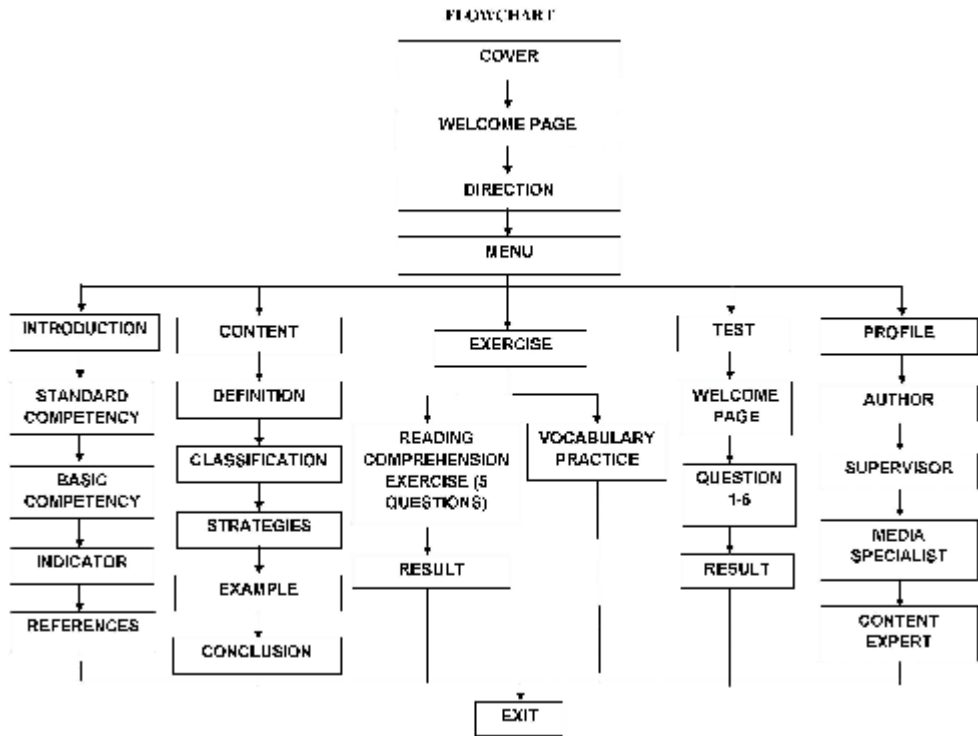 FLOWCHART
COVER
WELCOME PAGE
DIRECTION
MENU
INTRODUCTION
STANDARD
COMPETENCY
BASIC
COMPETENCY
INDICATOR
REFERENCES
CONTENT
DEFINITION
CLASSIFICATION
STRATEGIES
EXAMPLE
CONCLUSION
EXERCISE
READING
COMPREHENSION
EXERCISE (5
QUESTIONS)
RESULT
VOCABULARY
PRACTICE
TEST
WELCOME
PAGE
QUESTION
1-5
RESULT
PROFILE
AUTHOR
SUPERVISOR
MEDIA
SPECIALIST
CONTENT
EXPERT
EXIT